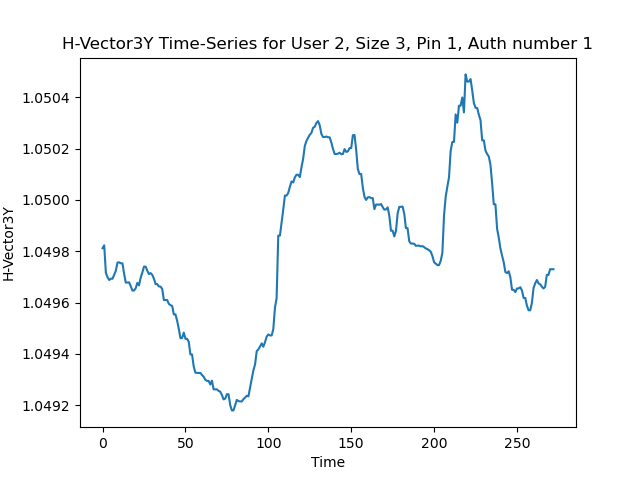 H-Vector3Y Time-Series for User 2, Size 3, Pin 1, Auth number 1
H-Vector3Y
1.0504
1.0502
1.0500
1.0498
1.0496
1.0494
1.0492
0 50 100 150 200 250
Time